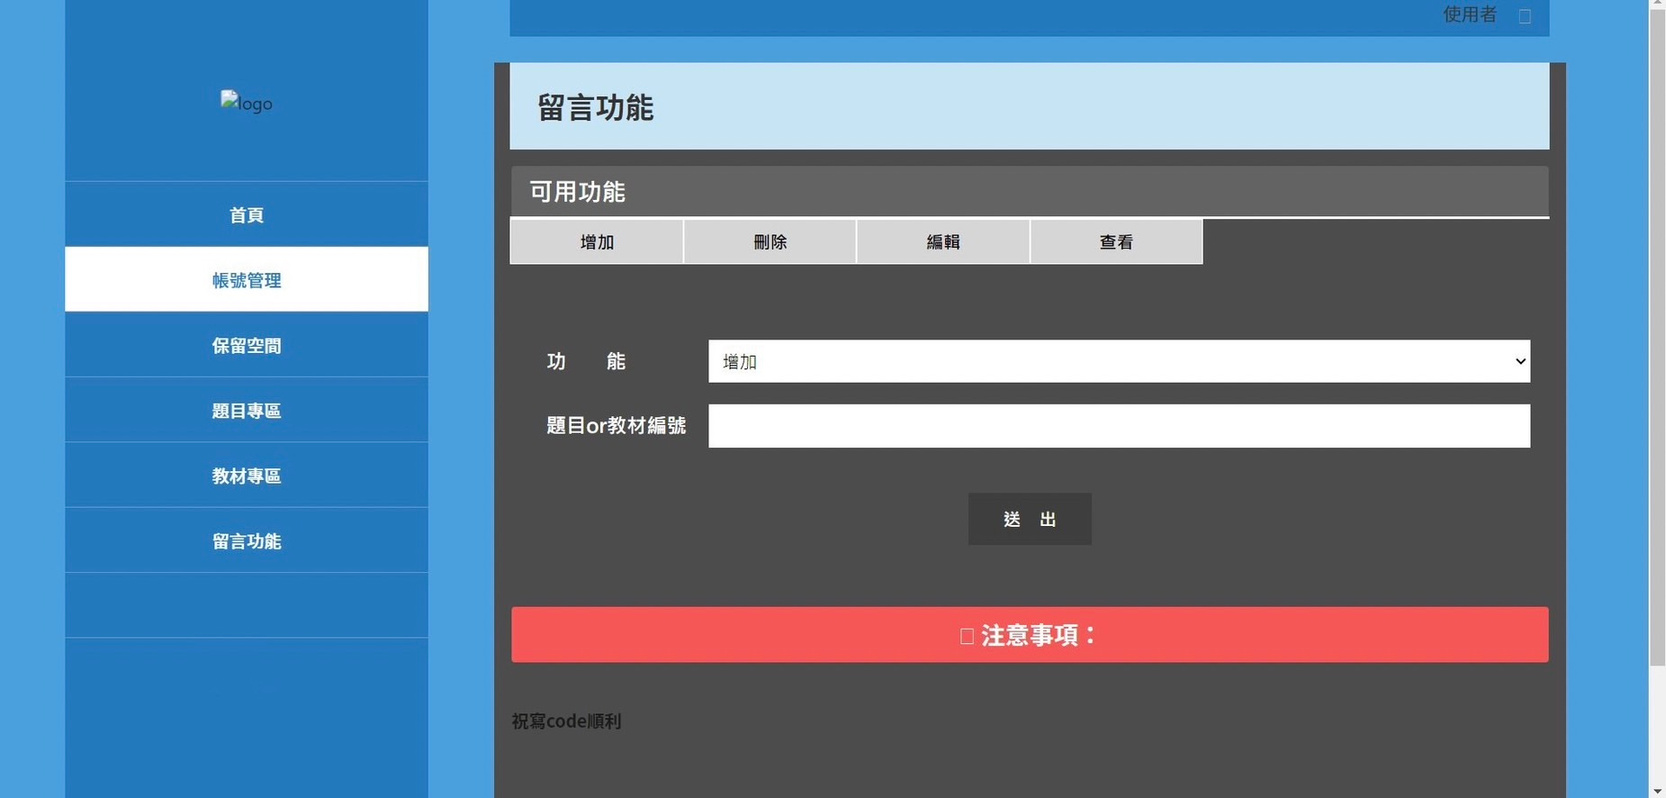 使用者
logo
首頁
帳號管理
保留空間
題目專區
教材專區
留言功能
留言功能
可用功能
增加 刪除 編輯 查看
功 能 增加
題目or教材編號
送 出
注意事項：
祝寫code順利